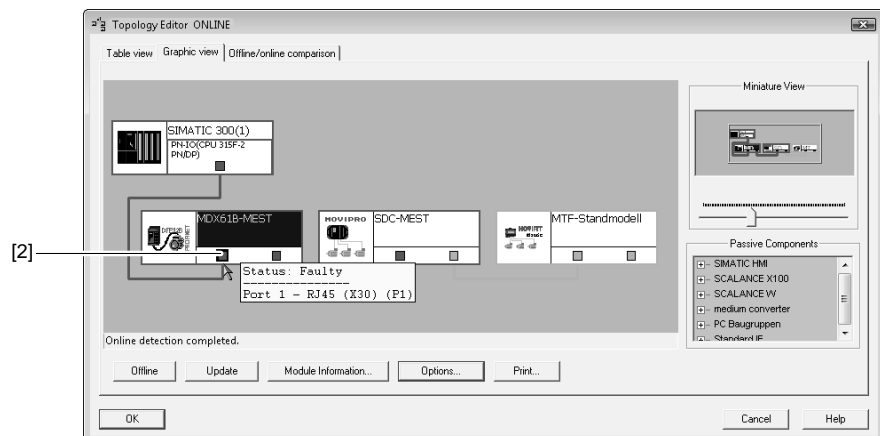 Topology Editor ONLINE
Table view Graphic view Offline/online comparison
Miniature View
SIMATIC 300(1)
PN-IO(CPU 315F-2
PN/DP)
MDX61B-MEST
MOVIPRO
SDC-MEST
MTF-Standmodell
[2]
Status: Faulty
---------------
Port 1 - RJ45 (X30) (P1)
Passive Components
SIMATIC HMI
SCALANCE X100
SCALANCE W
medium converter
PC Baugruppen
Standard IE
Online detection completed.
Offline Update Module Information... Options... Print...
OK Cancel Help